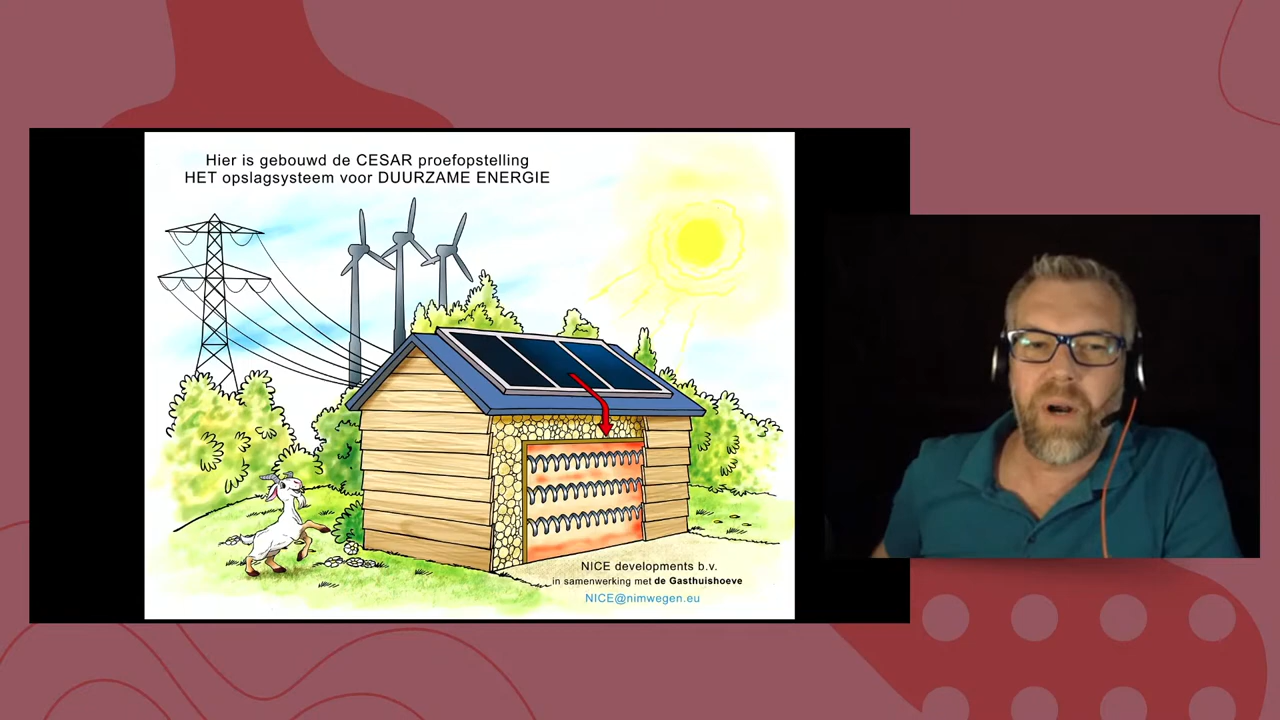 Hier is gebouwd de CESAR proefopstelling
HET opslagsysteem voor DUURZAME ENERGIE
NICE developments b.v.
in samenwerking met de Gasthuishoeve
NICE@nimwegen.eu